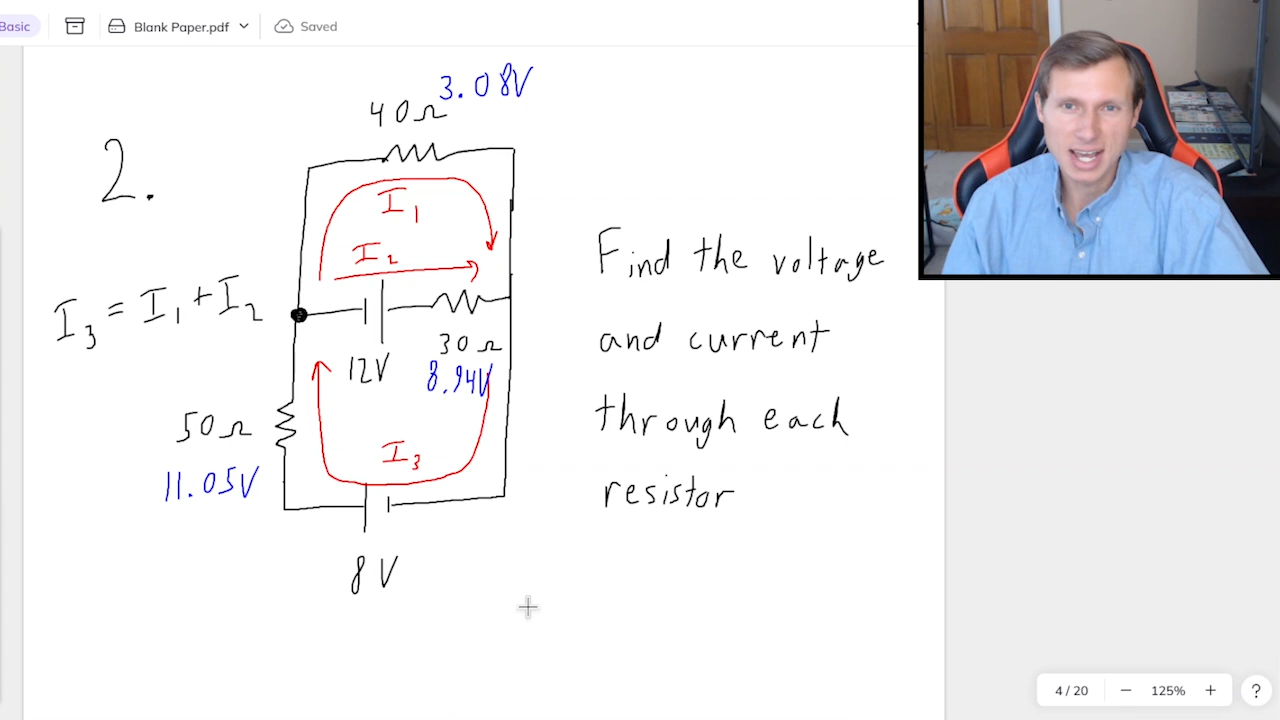 Basic
Blank Paper.pdf
Saved
3.08V
40Ω
2.
I₁
I₂
I₃ = I₁ + I₂
30Ω
12V
8.94V
50Ω
I₃
11.05V
8V
Find the voltage
and current
through each
resistor
4 / 20
125%
?